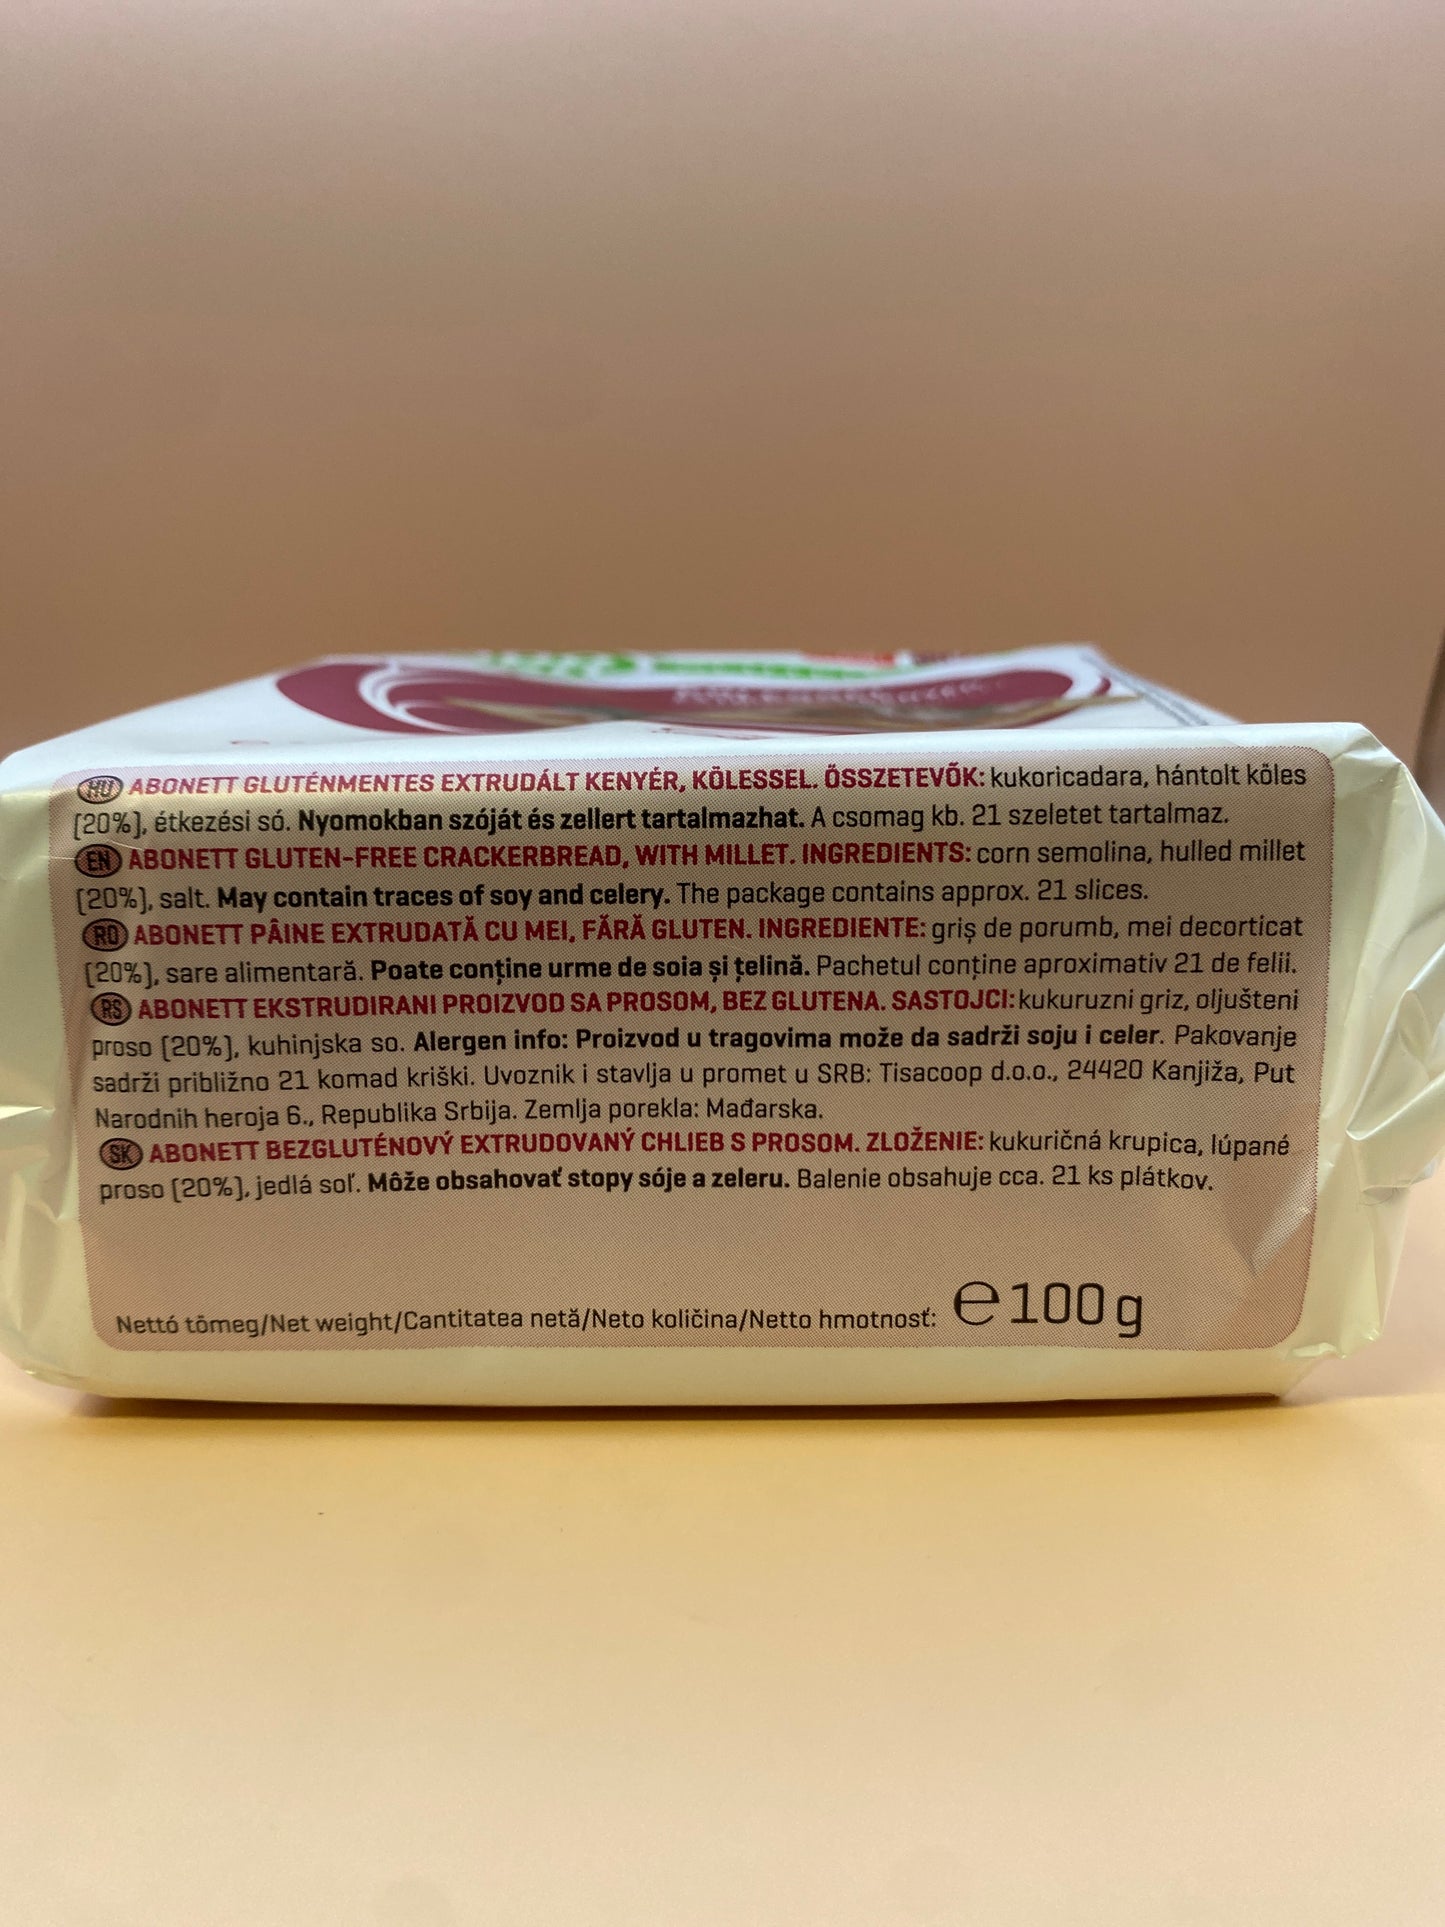 HU ABONETT GLUTÉNMENTES EXTRUDÁLT KENYÉR, KÖLESSEL. ÖSSZETEVŐK: kukoricadara, hántolt köles
(20%), étkezési só. Nyomokban szóját és zellert tartalmazhat. A csomag kb. 21 szeletet tartalmaz.
EN ABONETT GLUTEN-FREE CRACKERBREAD, WITH MILLET. INGREDIENTS: corn semolina, hulled millet
(20%), salt. May contain traces of soy and celery. The package contains approx. 21 slices.
RO ABONETT PÂINE EXTRUDATĂ CU MEI, FĂRĂ GLUTEN. INGREDIENTE: griș de porumb, mei decorticat
(20%), sare alimentară. Poate conține urme de soia și țelină. Pachetul conține aproximativ 21 de felii.
RS ABONETT EKSTRUDIRANI PROIZVOD SA PROSOM, BEZ GLUTENA. SASTOJCI: kukuruzni griz, oljušteni
proso (20%), kuhinjska so. Alergen info: Proizvod u tragovima može da sadrži soju i celer. Pakovanje
sadrži približno 21 komad kriški. Uvoznik i stavlja u promet u SRB: Tisacoop d.o.o., 24420 Kanjiža, Put
Narodnih heroja 6., Republika Srbija. Zemlja porekla: Mađarska.
SK ABONETT BEZGLUTÉNOVÝ EXTRUDOVANÝ CHLIEB S PROSOM. ZLOŽENIE: kukuričná krupica, lúpané
proso (20%), jedlá soľ. Môže obsahovať stopy sóje a zeleru. Balenie obsahuje cca. 21 ks plátkov.
Nettó tömeg/Net weight/Cantitatea netă/Neto količina/Netto hmotnosť: ℮100 g